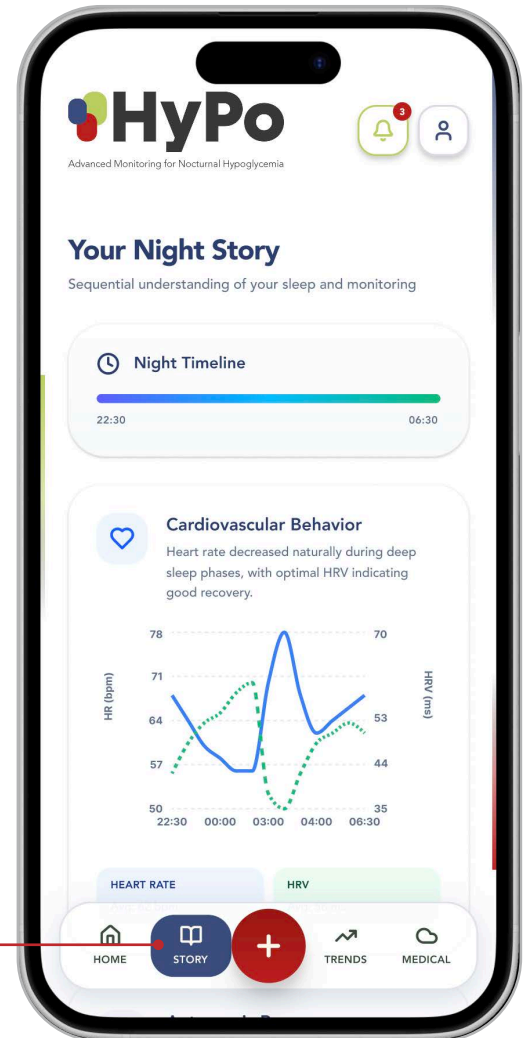 HyPo
3
Advanced Monitoring for Nocturnal Hypoglycemia
Your Night Story
Sequential understanding of your sleep and monitoring
Night Timeline
22:30 06:30
Cardiovascular Behavior
Heart rate decreased naturally during deep
sleep phases, with optimal HRV indicating
good recovery.
HR (bpm)
78
71
64
57
50
70
53
44
35
HRV (ms)
22:30 00:00 03:00 04:00 06:30
HEART RATE HRV
HOME STORY + TRENDS MEDICAL